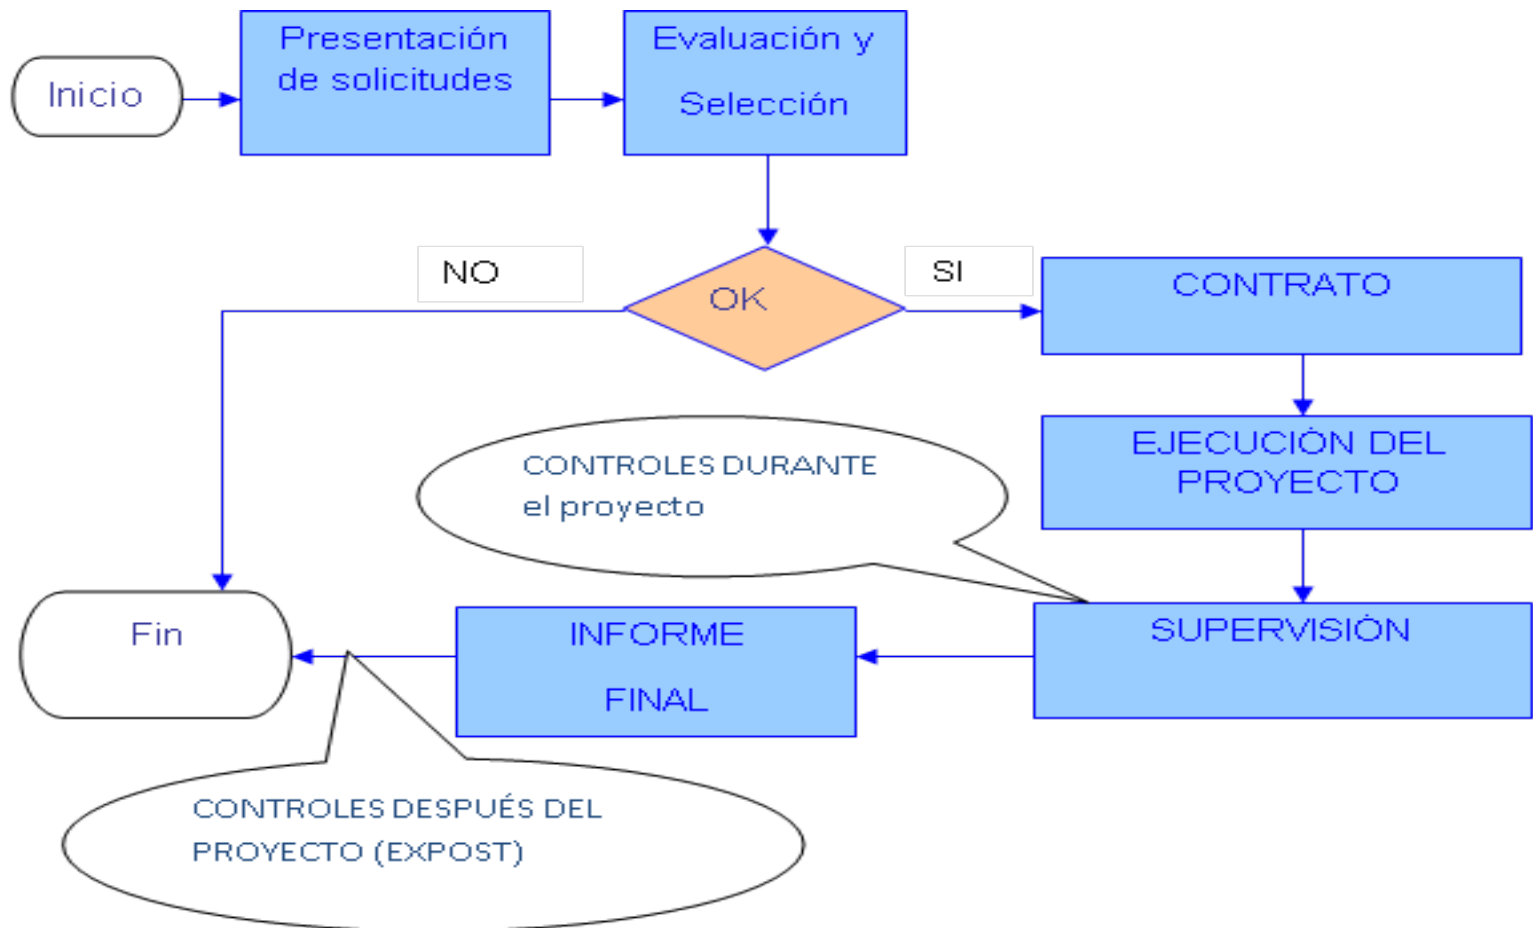 Inicio
Presentación
de solicitudes
Evaluación y
Selección
NO
OK
SI
CONTRATO
EJECUCIÓN DEL
PROYECTO
CONTROLES DURANTE
el proyecto
SUPERVISIÓN
INFORME
FINAL
Fin
CONTROLES DESPUÉS DEL
PROYECTO (EXPOST)